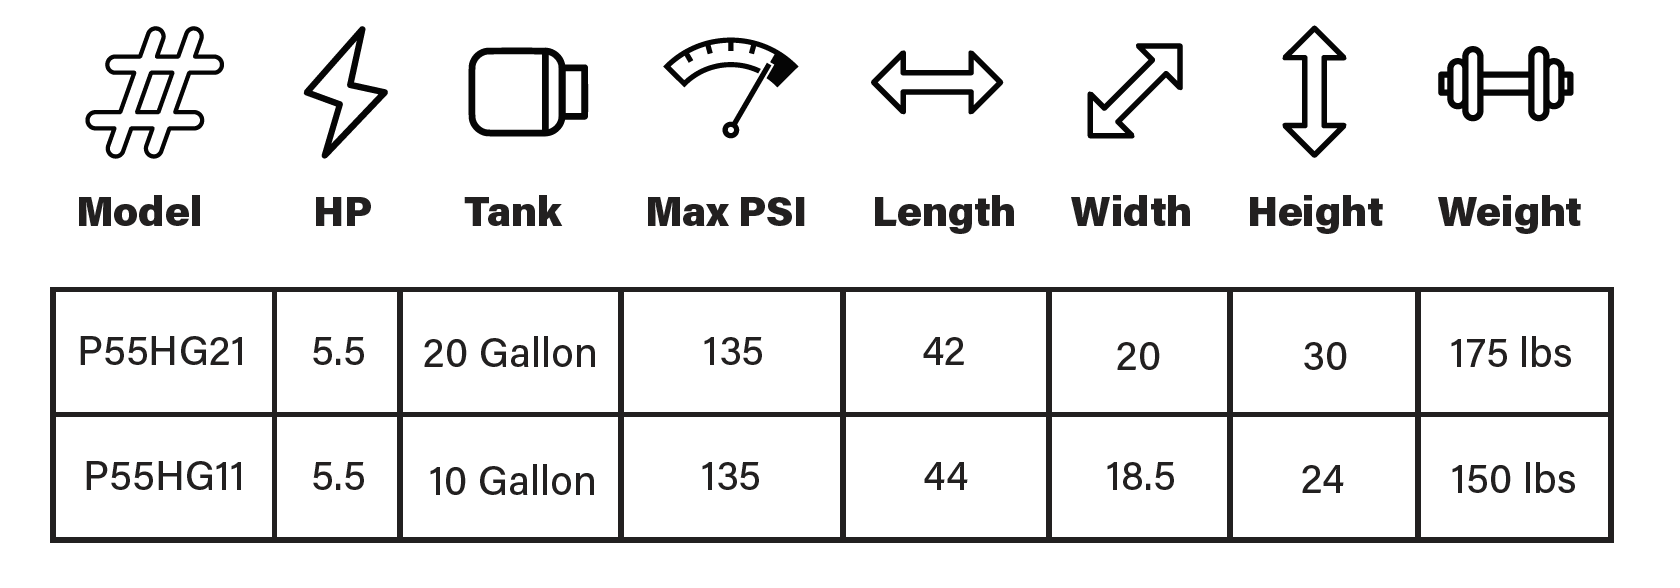 Model HP Tank Max PSI Length Width Height Weight
P55HG21 5.5 20 Gallon 135 42 20 30 175 lbs
P55HG11 5.5 10 Gallon 135 44 18.5 24 150 lbs